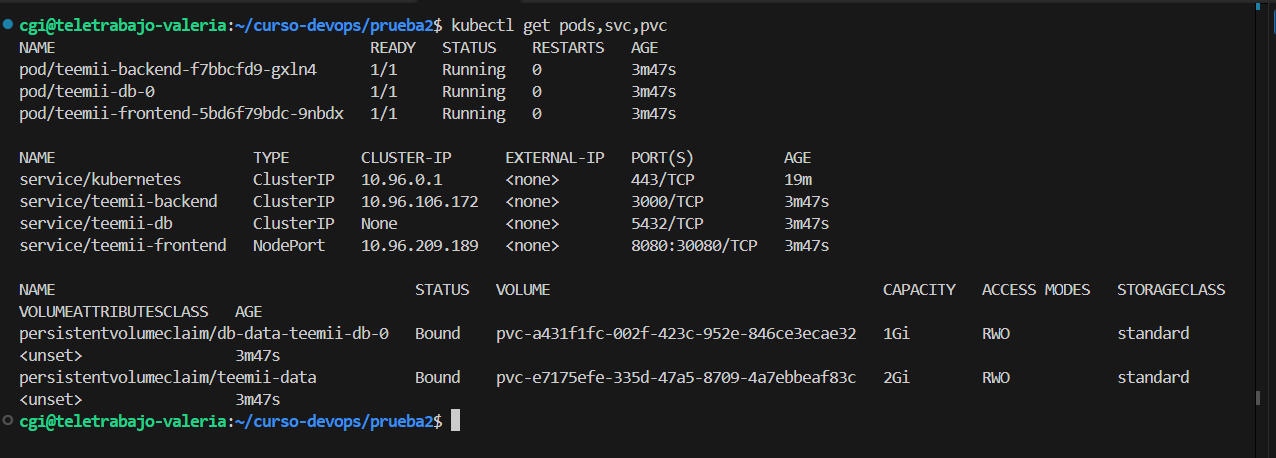 cgi@teletrabajo-valeria:~/curso-devops/prueba2$ kubectl get pods,svc,pvc
NAME READY STATUS RESTARTS AGE
pod/teemii-backend-f7bbcfd9-gxln4 1/1 Running 0 3m47s
pod/teemii-db-0 1/1 Running 0 3m47s
pod/teemii-frontend-5bd6f79bdc-9nbdx 1/1 Running 0 3m47s
NAME TYPE CLUSTER-IP EXTERNAL-IP PORT(S) AGE
service/kubernetes ClusterIP 10.96.0.1 <none> 443/TCP 19m
service/teemii-backend ClusterIP 10.96.106.172 <none> 3000/TCP 3m47s
service/teemii-db ClusterIP None <none> 5432/TCP 3m47s
service/teemii-frontend NodePort 10.96.209.189 <none> 8080:30080/TCP 3m47s
NAME STATUS VOLUME CAPACITY ACCESS MODES STORAGECLASS
VOLUMEATTRIBUTESCLASS AGE
persistentvolumeclaim/db-data-teemii-db-0 Bound pvc-a431f1fc-002f-423c-952e-846ce3ecae32 1Gi RWO standard
<unset> 3m47s
persistentvolumeclaim/teemii-data Bound pvc-e7175efe-335d-47a5-8709-4a7ebbeaf83c 2Gi RWO standard
<unset> 3m47s
cgi@teletrabajo-valeria:~/curso-devops/prueba2$